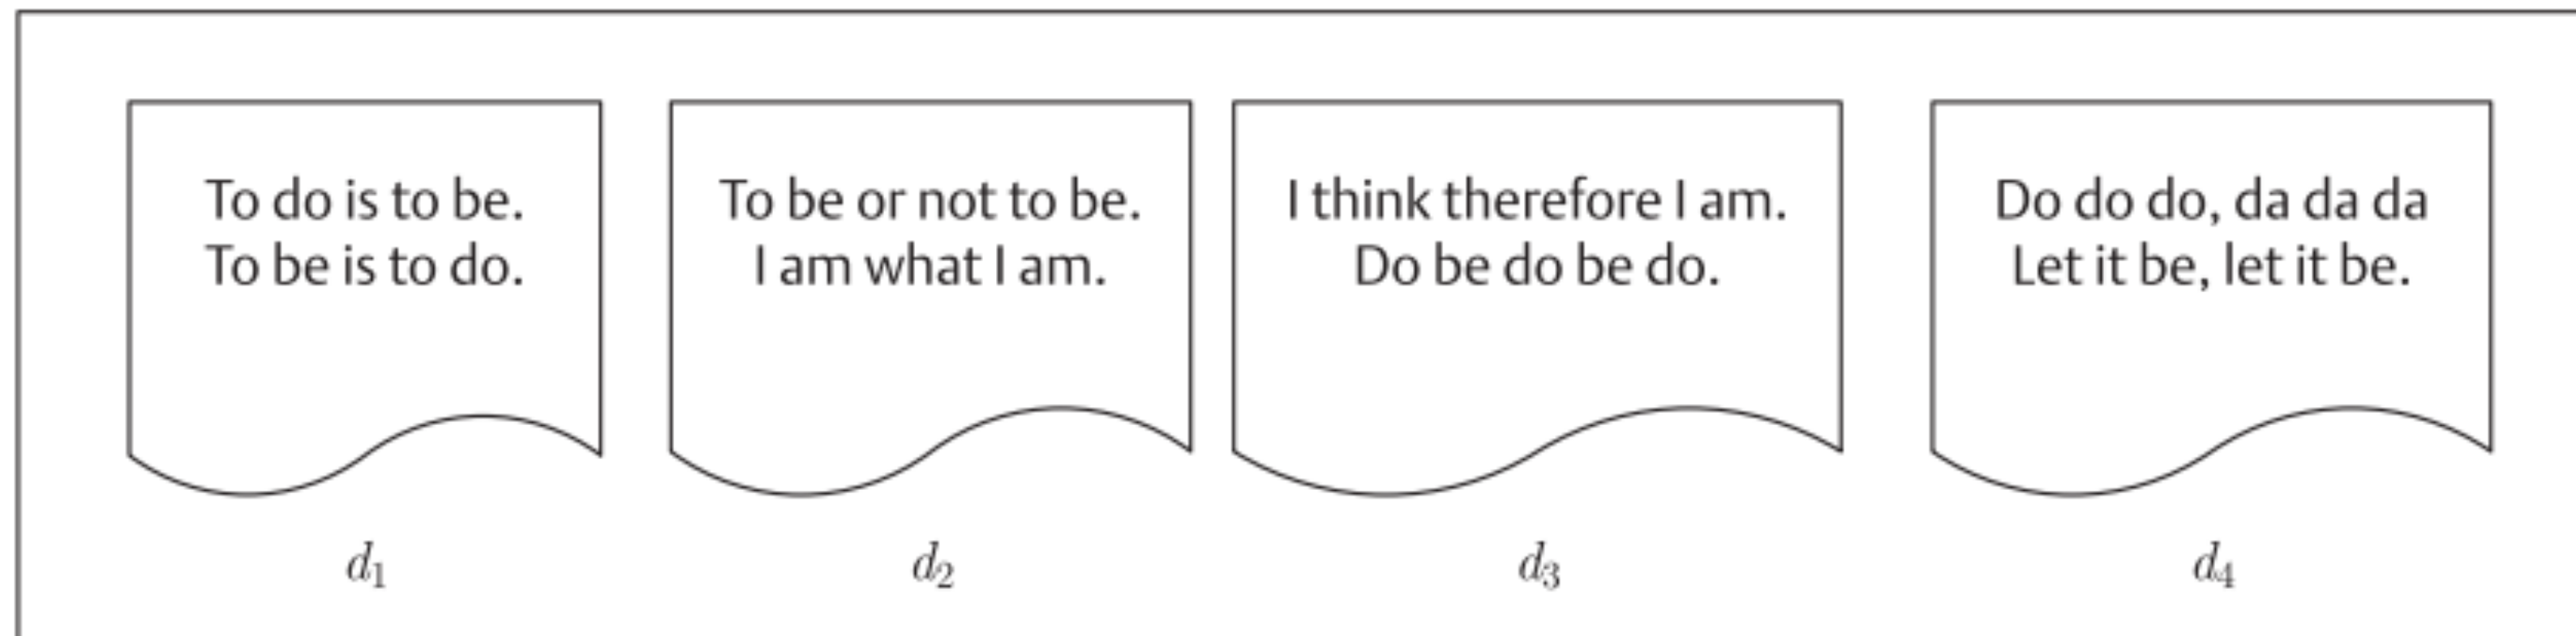 To do is to be.
To be is to do.
d1
To be or not to be.
I am what I am.
d2
I think therefore I am.
Do be do be do.
d3
Do do do, da da da
Let it be, let it be.
d4